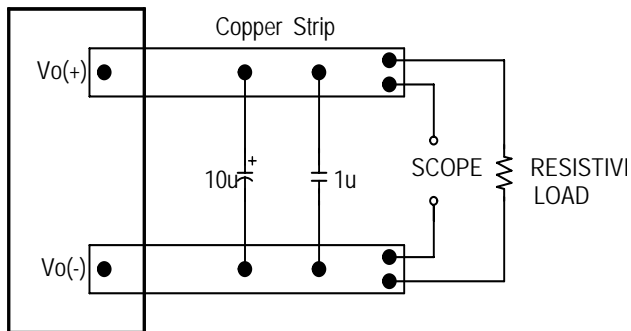 Copper Strip
Vo(+)
10u
+
1u
SCOPE
RESISTIVE
LOAD
Vo(-)